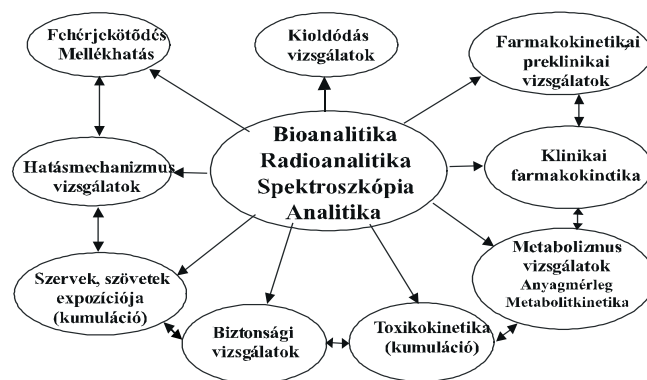 Fehérjekötõdés
Mellékhatás
Kioldódás
vizsgálatok
Farmakokinetikai
preklinikai
vizsgálatok
Bioanalitika
Radioanalitika
Spektroszkópia
Analitika
Hatásmechanizmus
vizsgálatok
Klinikai
farmakokinetika
Szervek, szövetek
expozíciója
(kumuláció)
Biztonsági
vizsgálatok
Toxikokinetika
(kumuláció)
Metabolizmus
vizsgálatok
Anyagmérleg
Metabolitkinetika